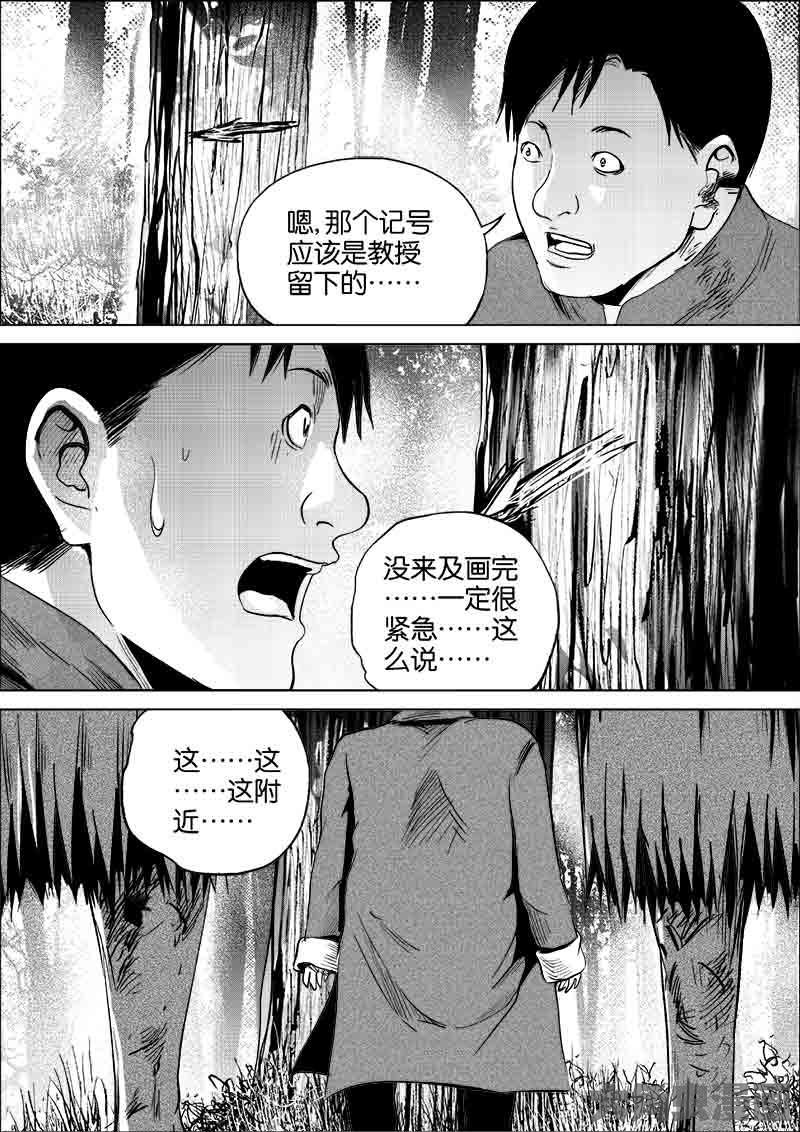 嗯,那个记号
应该是教授
留下的……
没来及画完
……一定很
紧急……这
么说……
这……这
……这附
近……